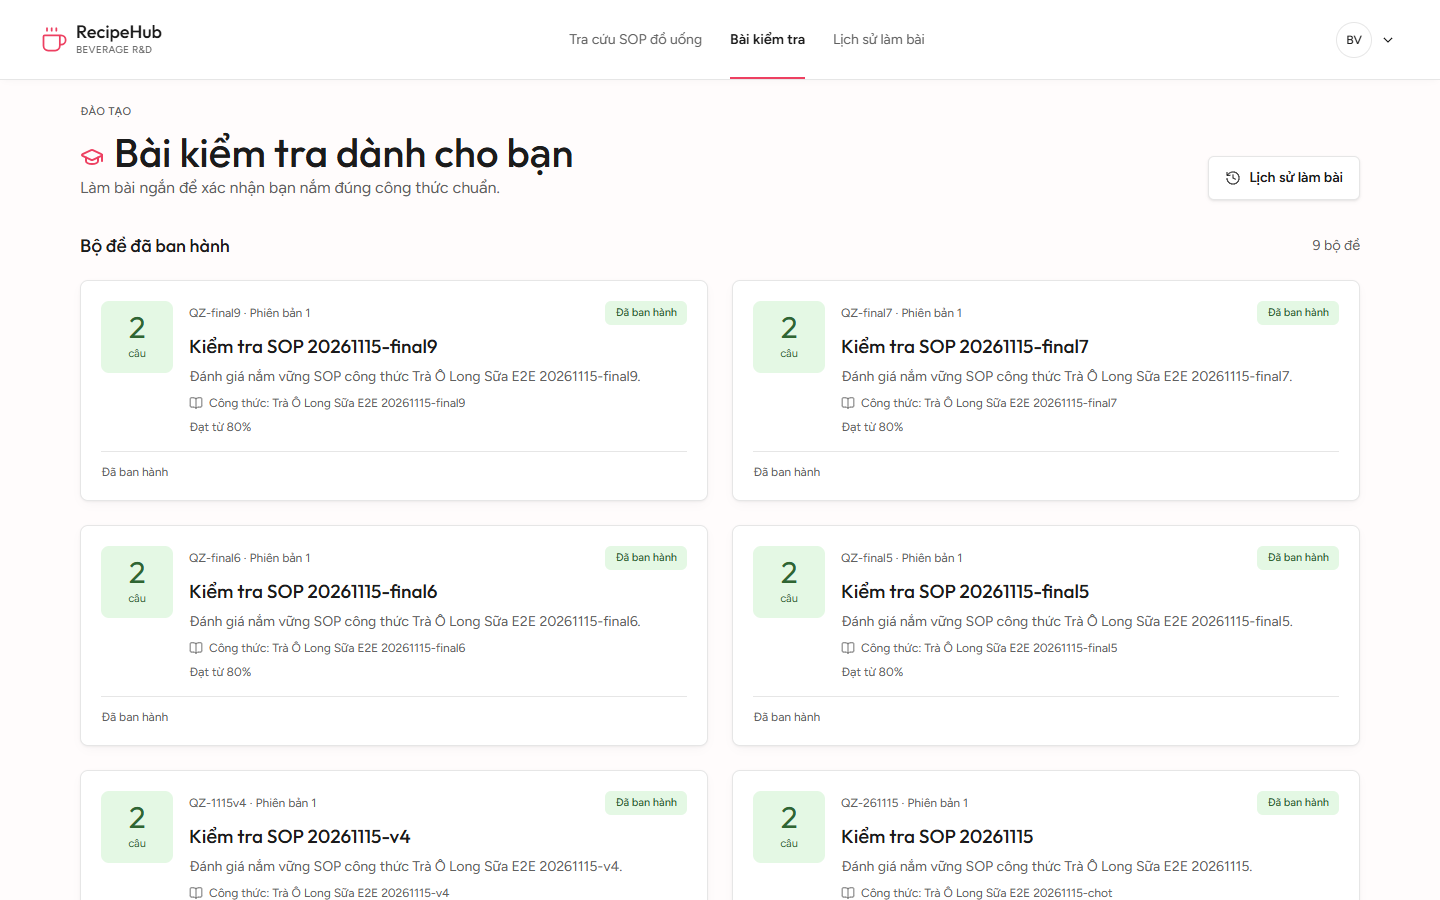 RecipeHub
BEVERAGE R&D
Tra cứu SOP đồ uống
Bài kiểm tra
Lịch sử làm bài
BV
ĐÀO TẠO
Bài kiểm tra dành cho bạn
Làm bài ngắn để xác nhận bạn nắm đúng công thức chuẩn.
Lịch sử làm bài
Bộ đề đã ban hành
9 bộ đề
2
câu
QZ-final9 · Phiên bản 1
Đã ban hành
Kiểm tra SOP 20261115-final9
Đánh giá nắm vững SOP công thức Trà Ô Long Sữa E2E 20261115-final9.
Công thức: Trà Ô Long Sữa E2E 20261115-final9
Đạt từ 80%
Đã ban hành
2
câu
QZ-final7 · Phiên bản 1
Đã ban hành
Kiểm tra SOP 20261115-final7
Đánh giá nắm vững SOP công thức Trà Ô Long Sữa E2E 20261115-final7.
Công thức: Trà Ô Long Sữa E2E 20261115-final7
Đạt từ 80%
Đã ban hành
2
câu
QZ-final6 · Phiên bản 1
Đã ban hành
Kiểm tra SOP 20261115-final6
Đánh giá nắm vững SOP công thức Trà Ô Long Sữa E2E 20261115-final6.
Công thức: Trà Ô Long Sữa E2E 20261115-final6
Đạt từ 80%
Đã ban hành
2
câu
QZ-final5 · Phiên bản 1
Đã ban hành
Kiểm tra SOP 20261115-final5
Đánh giá nắm vững SOP công thức Trà Ô Long Sữa E2E 20261115-final5.
Công thức: Trà Ô Long Sữa E2E 20261115-final5
Đạt từ 80%
Đã ban hành
2
câu
QZ-1115v4 · Phiên bản 1
Đã ban hành
Kiểm tra SOP 20261115-v4
Đánh giá nắm vững SOP công thức Trà Ô Long Sữa E2E 20261115-v4.
Công thức: Trà Ô Long Sữa E2E 20261115-v4
2
câu
QZ-261115 · Phiên bản 1
Đã ban hành
Kiểm tra SOP 20261115
Đánh giá nắm vững SOP công thức Trà Ô Long Sữa E2E 20261115.
Công thức: Trà Ô Long Sữa E2E 20261115-chot